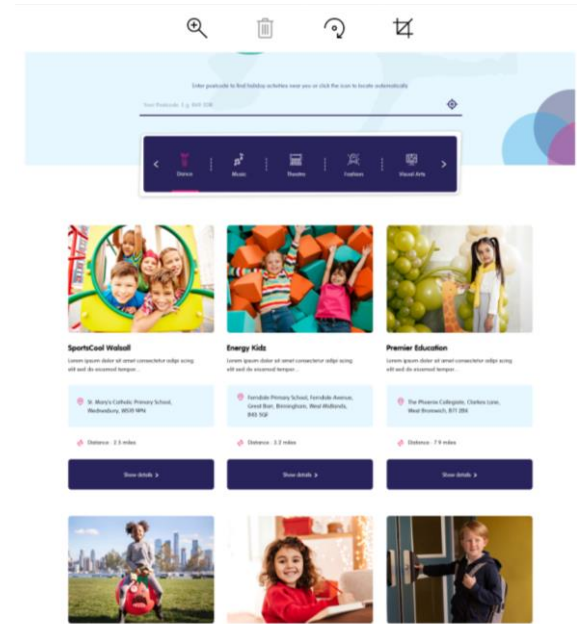 Enter postcode to find holiday activities near you or click the icon to locate automatically.
Your Postcode. E.g. B69
Dance
Music
Theatre
Fashion
Visual Arts
SportsCool Walsall
Energy Kidz
Premier Education
Lorem ipsum dolor sit amet consectetur adipi scing
elit sed do eiusmod tempor...
Lorem ipsum dolor sit amet consectetur adipi scing
elit sed do eiusmod tempor...
Lorem ipsum dolor sit amet consectetur adipi scing
elit sed do eiusmod tempor...
St. Mary's Catholic Primary School,
Wednesbury, WS10 9PN
Ferndale Primary School, Ferndale Avenue,
Great Barr, Birmingham, West Midlands,
B43 5QF
The Phoenix Collegiate, Clarkes Lane,
West Bromwich, B71 2BX
Distance : 2.5 miles
Distance : 2.2 miles
Distance : 7.9 miles
Show details >
Show details >
Show details >